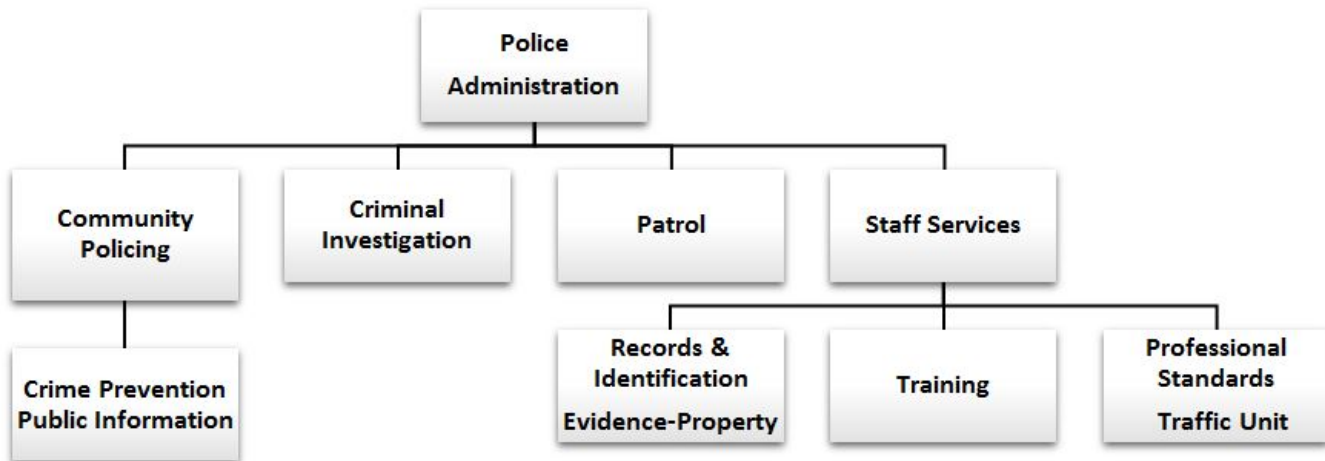 Police
Administration
Community
Policing
Criminal
Investigation
Patrol
Staff Services
Crime Prevention
Public Information
Records &
Identification
Evidence-Property
Training
Professional
Standards
Traffic Unit